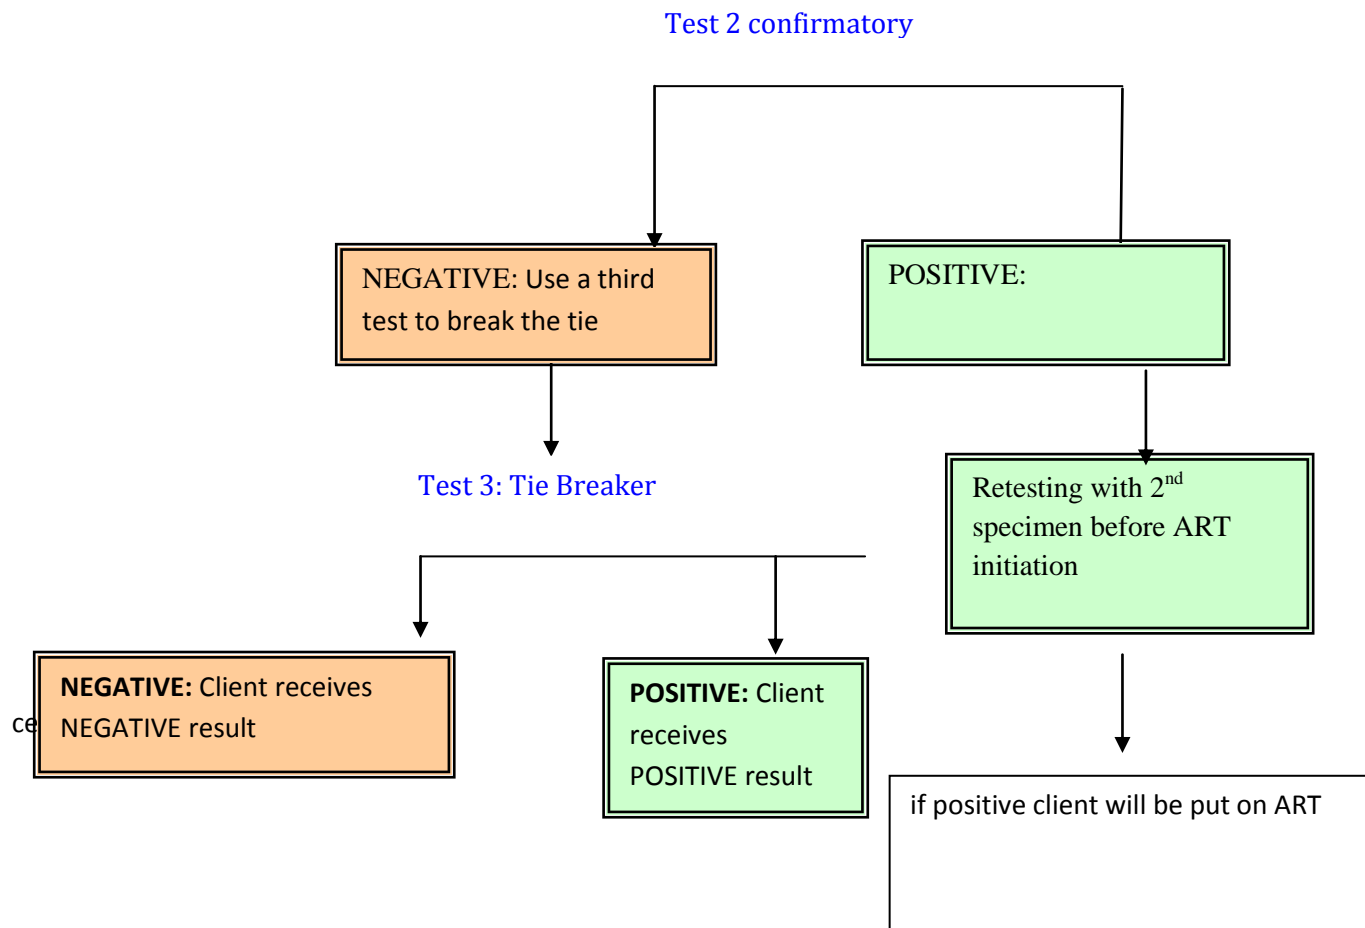 Test 2 confirmatory
NEGATIVE: Use a third
test to break the tie
POSITIVE:
Test 3: Tie Breaker
Retesting with 2nd
specimen before ART
initiation
NEGATIVE: Client receives
NEGATIVE result
ce
POSITIVE: Client
receives
POSITIVE result
if positive client will be put on ART